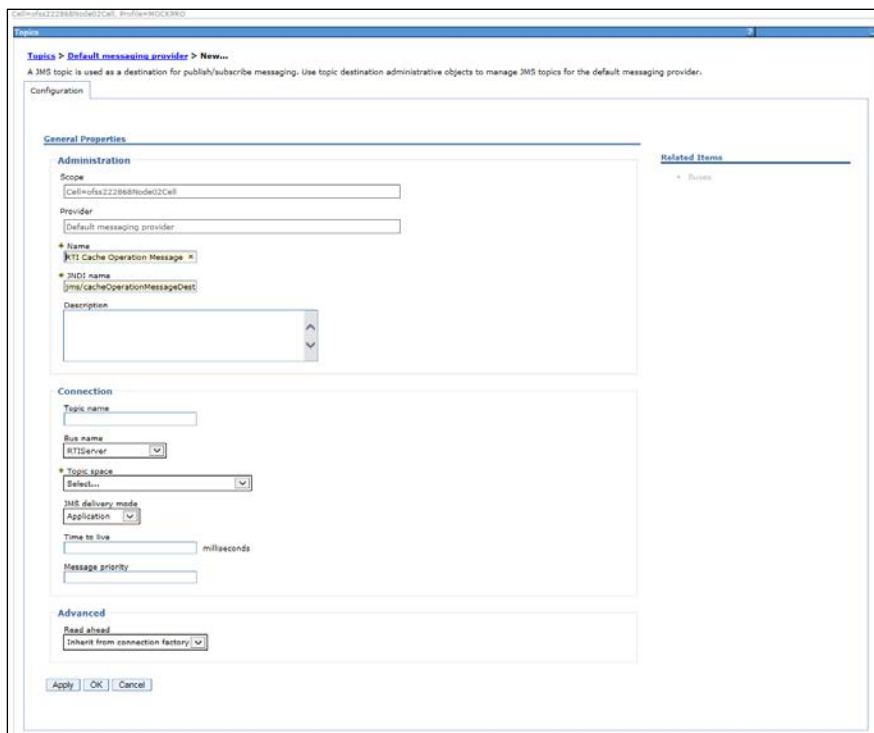 Cell=ofss222868Node02Cell, Profile=MOCKPRO
Topics ?
Topics > Default messaging provider > New...
A JMS topic is used as a destination for publish/subscribe messaging. Use topic destination administrative objects to manage JMS topics for the default messaging provider.
Configuration
General Properties
Administration
Scope
Cell=ofss222868Node02Cell
Provider
Default messaging provider
* Name
RTI Cache Operation Message ×
* JNDI name
jms/cacheOperationMessageDest
Description
Connection
Topic name
Bus name
RTIServer
* Topic space
Select...
JMS delivery mode
Application
Time to live
milliseconds
Message priority
Advanced
Read ahead
Inherit from connection factory
Apply OK Cancel
Related Items
Buses